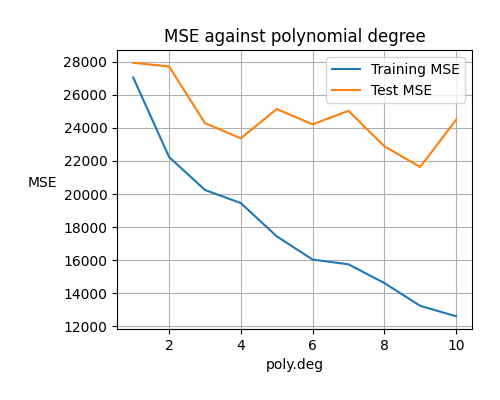 MSE against polynomial degree
Training MSE
Test MSE
28000
26000
24000
22000
20000
18000
16000
14000
12000
MSE
2 4 6 8 10
poly.deg